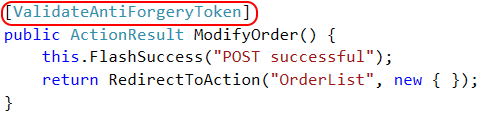 [ValidateAntiForgeryToken]
public ActionResult ModifyOrder() {
    this.FlashSuccess("POST successful");
    return RedirectToAction("OrderList", new { });
}